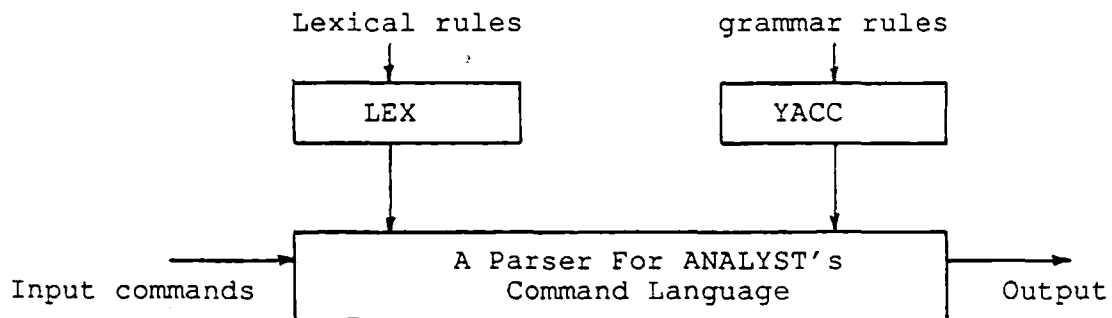 Lexical rules
grammar rules
LEX
YACC
A Parser For ANALYST's
Command Language
Input commands
Output